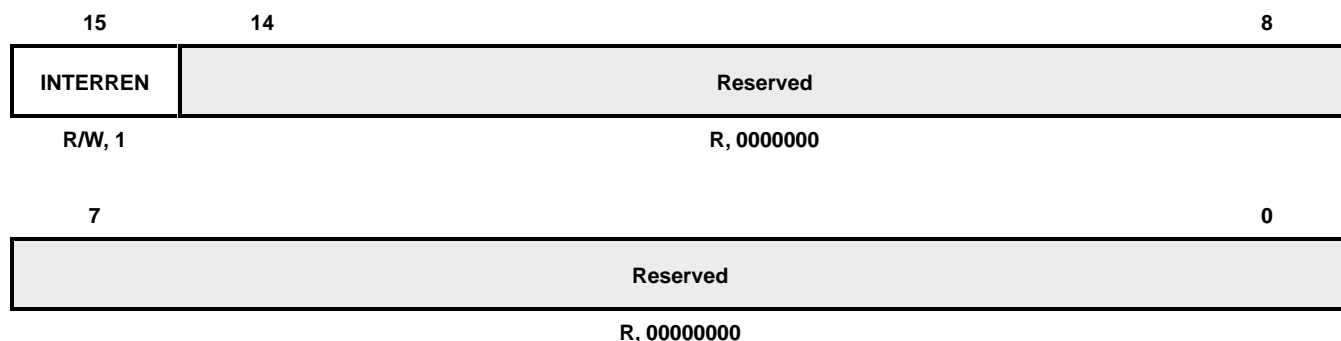 15 14 8
INTERREN Reserved
R/W, 1 R, 0000000
7 0
Reserved
R, 00000000